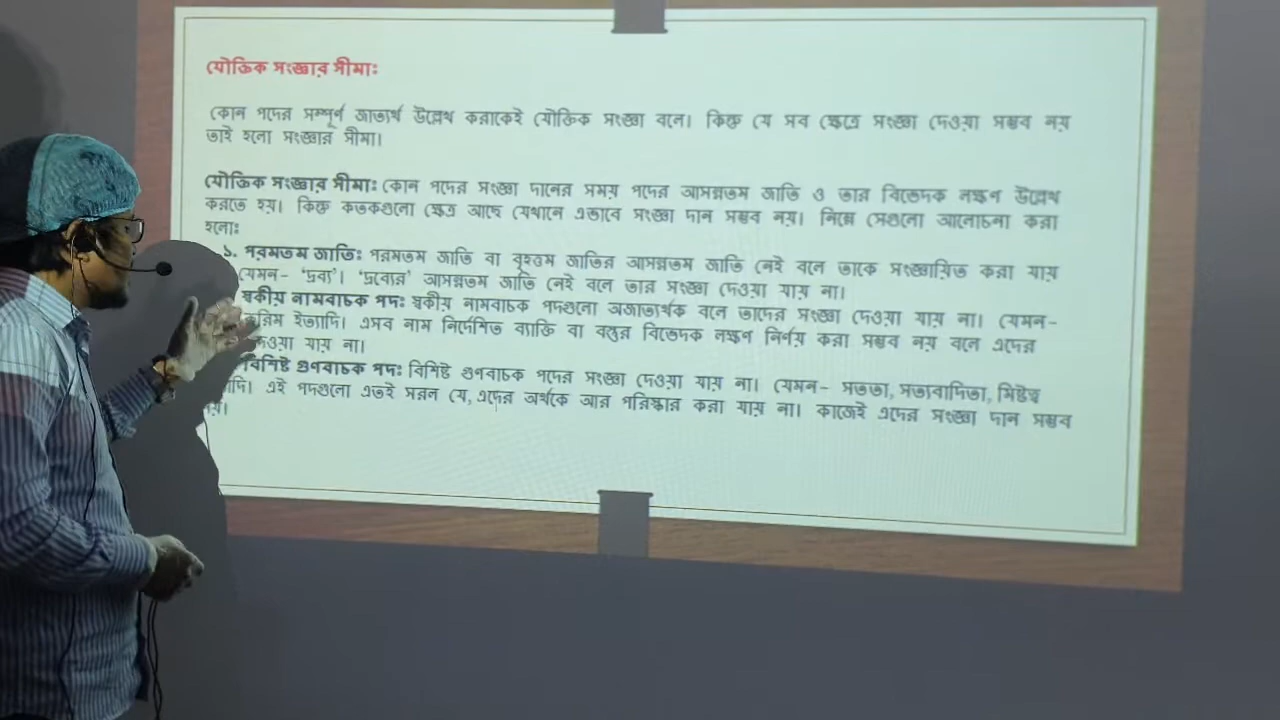 যৌক্তিক সংজ্ঞার সীমাঃ
কোন পদের সম্পূর্ণ জাত্যর্থ উল্লেখ করাকেই যৌক্তিক সংজ্ঞা বলে। কিন্তু যে সব ক্ষেত্রে সংজ্ঞা দেওয়া সম্ভব নয়
তাই হলো সংজ্ঞার সীমা।
যৌক্তিক সংজ্ঞার সীমাঃ কোন পদের সংজ্ঞা দানের সময় পদের আসন্নতম জাতি ও তার বিভেদক লক্ষণ উল্লেখ
করতে হয়। কিন্তু কতকগুলো ক্ষেত্র আছে যেখানে এভাবে সংজ্ঞা দান সম্ভব নয়। নিম্নে সেগুলো আলোচনা করা
হলোঃ
১. পরমতম জাতিঃ পরমতম জাতি বা বৃহত্তম জাতির আসন্নতম জাতি নেই বলে তাকে সংজ্ঞায়িত করা যায়
যেমন- ‘দ্রব্য’। ‘দ্রব্যের’ আসন্নতম জাতি নেই বলে তার সংজ্ঞা দেওয়া যায় না।
স্বকীয় নামবাচক পদঃ স্বকীয় নামবাচক পদগুলো অজাত্যর্থক বলে তাদের সংজ্ঞা দেওয়া যায় না। যেমন-
করিম ইত্যাদি। এসব নাম নির্দেশিত ব্যক্তি বা বস্তুর বিভেদক লক্ষণ নির্ণয় করা সম্ভব নয় বলে এদের
দেওয়া যায় না।
বিশিষ্ট গুণবাচক পদঃ বিশিষ্ট গুণবাচক পদের সংজ্ঞা দেওয়া যায় না। যেমন- সততা, সত্যবাদিতা, মিষ্টত্ব
এই পদগুলো এতই সরল যে, এদের অর্থকে আর পরিস্কার করা যায় না। কাজেই এদের সংজ্ঞা দান সম্ভব
নয়।